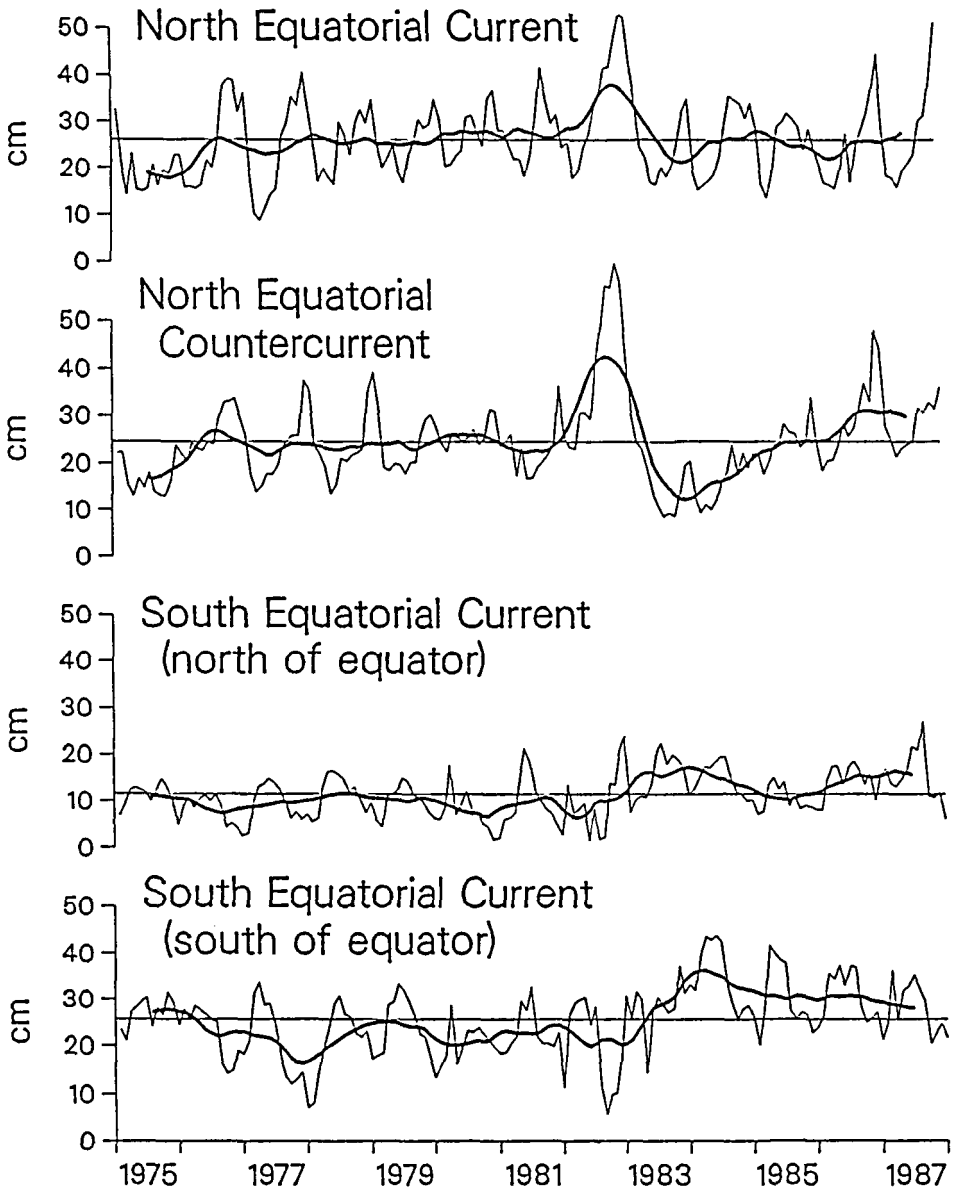 North Equatorial Current
50
40
30
20
10
0
cm
North Equatorial
Countercurrent
50
40
30
20
10
0
cm
South Equatorial Current
(north of equator)
50
40
30
20
10
0
cm
South Equatorial Current
(south of equator)
50
40
30
20
10
0
cm
1975 1977 1979 1981 1983 1985 1987